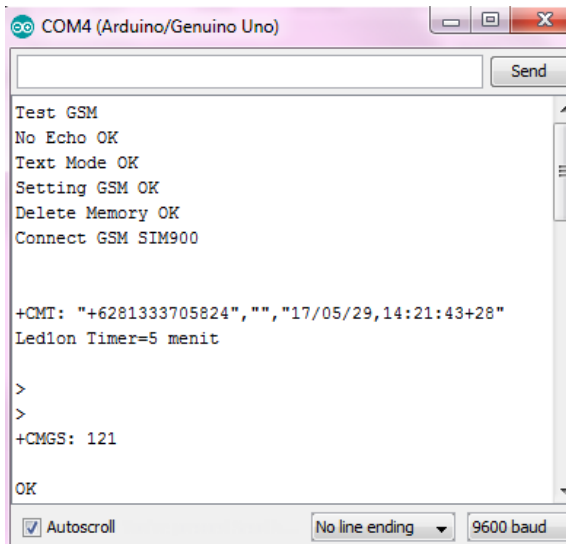 COM4 (Arduino/Genuino Uno)
Send
Test GSM
No Echo OK
Text Mode OK
Setting GSM OK
Delete Memory OK
Connect GSM SIM900
+CMT: "+6281333705824","","17/05/29,14:21:43+28"
Led1on Timer=5 menit
>
>
+CMGS: 121
OK
Autoscroll
No line ending
9600 baud